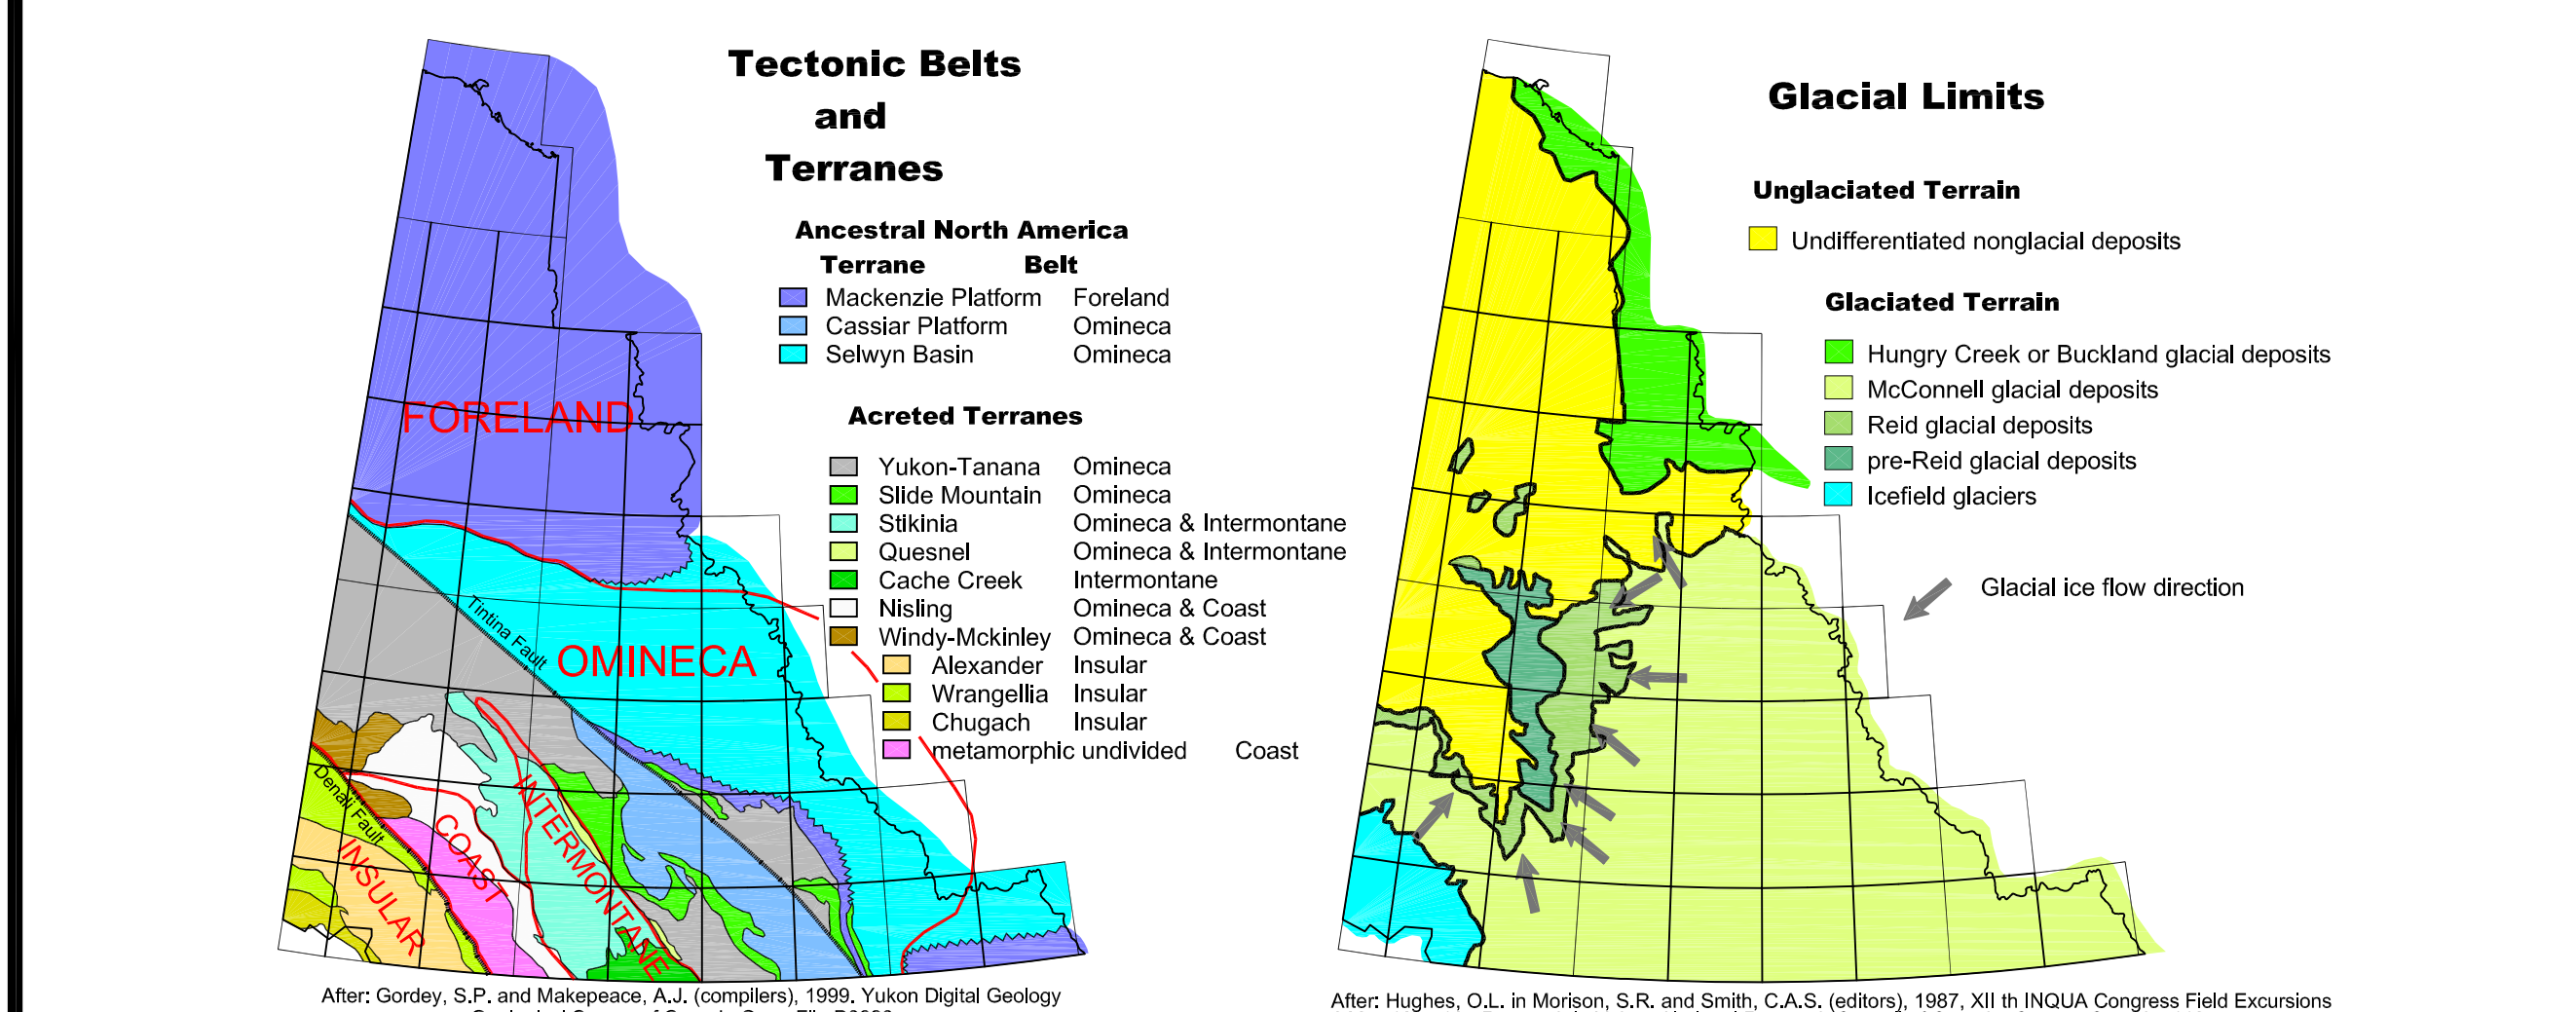 Tectonic Belts
and
Terranes
Ancestral North America
Terrane Belt
Mackenzie Platform Foreland
Cassiar Platform Omineca
Selwyn Basin Omineca
Acreted Terranes
Yukon-Tanana Omineca
Slide Mountain Omineca
Stikinia Omineca & Intermontane
Quesnel Omineca & Intermontane
Cache Creek Intermontane
Nisling Omineca & Coast
Windy-Mckinley Omineca & Coast
Alexander Insular
Wrangellia Insular
Chugach Insular
metamorphic undivided Coast
FORELAND
Tintina Fault
OMINECA
Denali Fault
INSULAR
COAST
INTERMONTANE
After: Gordey, S.P. and Makepeace, A.J. (compilers), 1999. Yukon Digital Geology
Glacial Limits
Unglaciated Terrain
Undifferentiated nonglacial deposits
Glaciated Terrain
Hungry Creek or Buckland glacial deposits
McConnell glacial deposits
Reid glacial deposits
pre-Reid glacial deposits
Icefield glaciers
Glacial ice flow direction
After: Hughes, O.L. in Morison, S.R. and Smith, C.A.S. (editors), 1987, XII th INQUA Congress Field Excursions